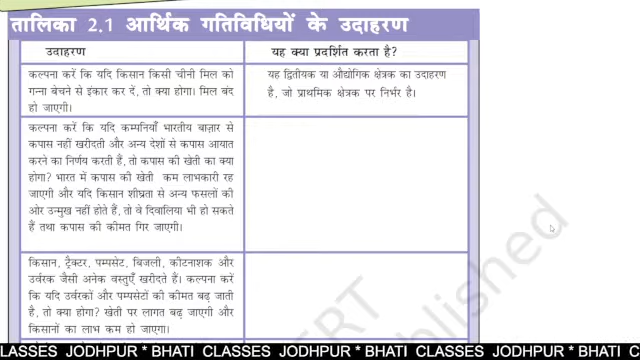 तालिका 2.1 आर्थिक गतिविधियों के उदाहरण
उदाहरण
यह क्या प्रदर्शित करता है?
कल्पना करें कि यदि किसान किसी चीनी मिल को
गन्ना बेचने से इंकार कर दें, तो क्या होगा। मिल बंद
हो जाएगी।
यह द्वितीयक या औद्योगिक क्षेत्रक का उदाहरण
है, जो प्राथमिक क्षेत्रक पर निर्भर है।
कल्पना करें कि यदि कम्पनियाँ भारतीय बाज़ार से
कपास नहीं खरीदती और अन्य देशों से कपास आयात
करने का निर्णय करती हैं, तो कपास की खेती का क्या
होगा? भारत में कपास की खेती कम लाभकारी रह
जाएगी और यदि किसान शीघ्रता से अन्य फसलों की
ओर उन्मुख नहीं होते हैं, तो वे दिवालिया भी हो सकते
हैं तथा कपास की कीमत गिर जाएगी।
किसान, ट्रैक्टर, पम्पसेट, बिजली, कीटनाशक और
उर्वरक जैसी अनेक वस्तुएँ खरीदते हैं। कल्पना करें
कि यदि उर्वरकों और पम्पसेटों की कीमत बढ़ जाती
है, तो क्या होगा? खेती पर लागत बढ़ जाएगी और
किसानों का लाभ कम हो जाएगा।
LASSES JODHPUR * BHATI CLASSES JODHPUR * BHATI CLASSES JODHPUR * BHATI C